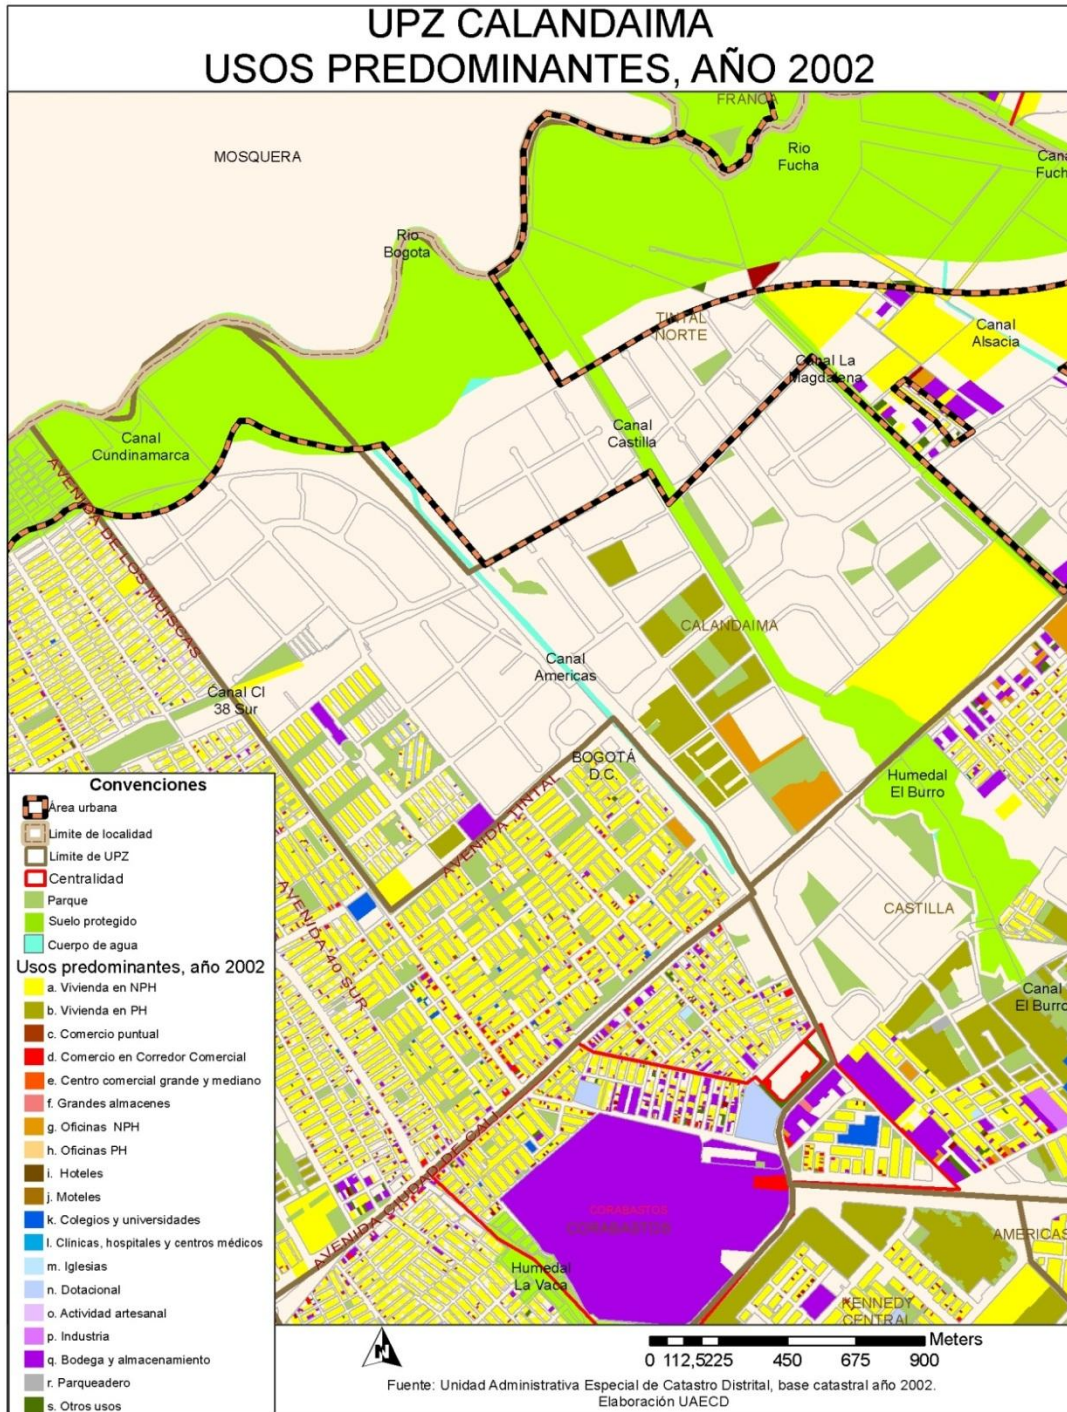 UPZ CALANDAIMA
USOS PREDOMINANTES, AÑO 2002
FRANCA
MOSQUERA
Rio
Fucha
Cana
Fuch
Rio
Bogota
TINTAL
NORTE
Canal
Alsacia
Canal La
Magdalena
Canal
Castilla
Canal
Cundinamarca
AVENIDA DE LOS MUISCAS
CALANDAIMA
Canal
Americas
Canal Cl
38 Sur
BOGOTÁ
D.C.
Humedal
El Burro
AVENIDA TINTAL
CASTILLA
AVENIDA 40 SUR
Canal
El Burro
AVENIDA CIUDAD DE CALI
CORABASTOS
CORABASTOS
AMERICAS
Humedal
La Vaca
KENNEDY
CENTRAL
Convenciones
Área urbana
Limite de localidad
Límite de UPZ
Centralidad
Parque
Suelo protegido
Cuerpo de agua
Usos predominantes, año 2002
a. Vivienda en NPH
b. Vivienda en PH
c. Comercio puntual
d. Comercio en Corredor Comercial
e. Centro comercial grande y mediano
f. Grandes almacenes
g. Oficinas NPH
h. Oficinas PH
i. Hoteles
j. Moteles
k. Colegios y universidades
l. Clínicas, hospitales y centros médicos
m. Iglesias
n. Dotacional
o. Actividad artesanal
p. Industria
q. Bodega y almacenamiento
r. Parqueadero
s. Otros usos
N
Meters
0 112,5225 450 675 900
Fuente: Unidad Administrativa Especial de Catastro Distrital, base catastral año 2002.
Elaboración UAECD